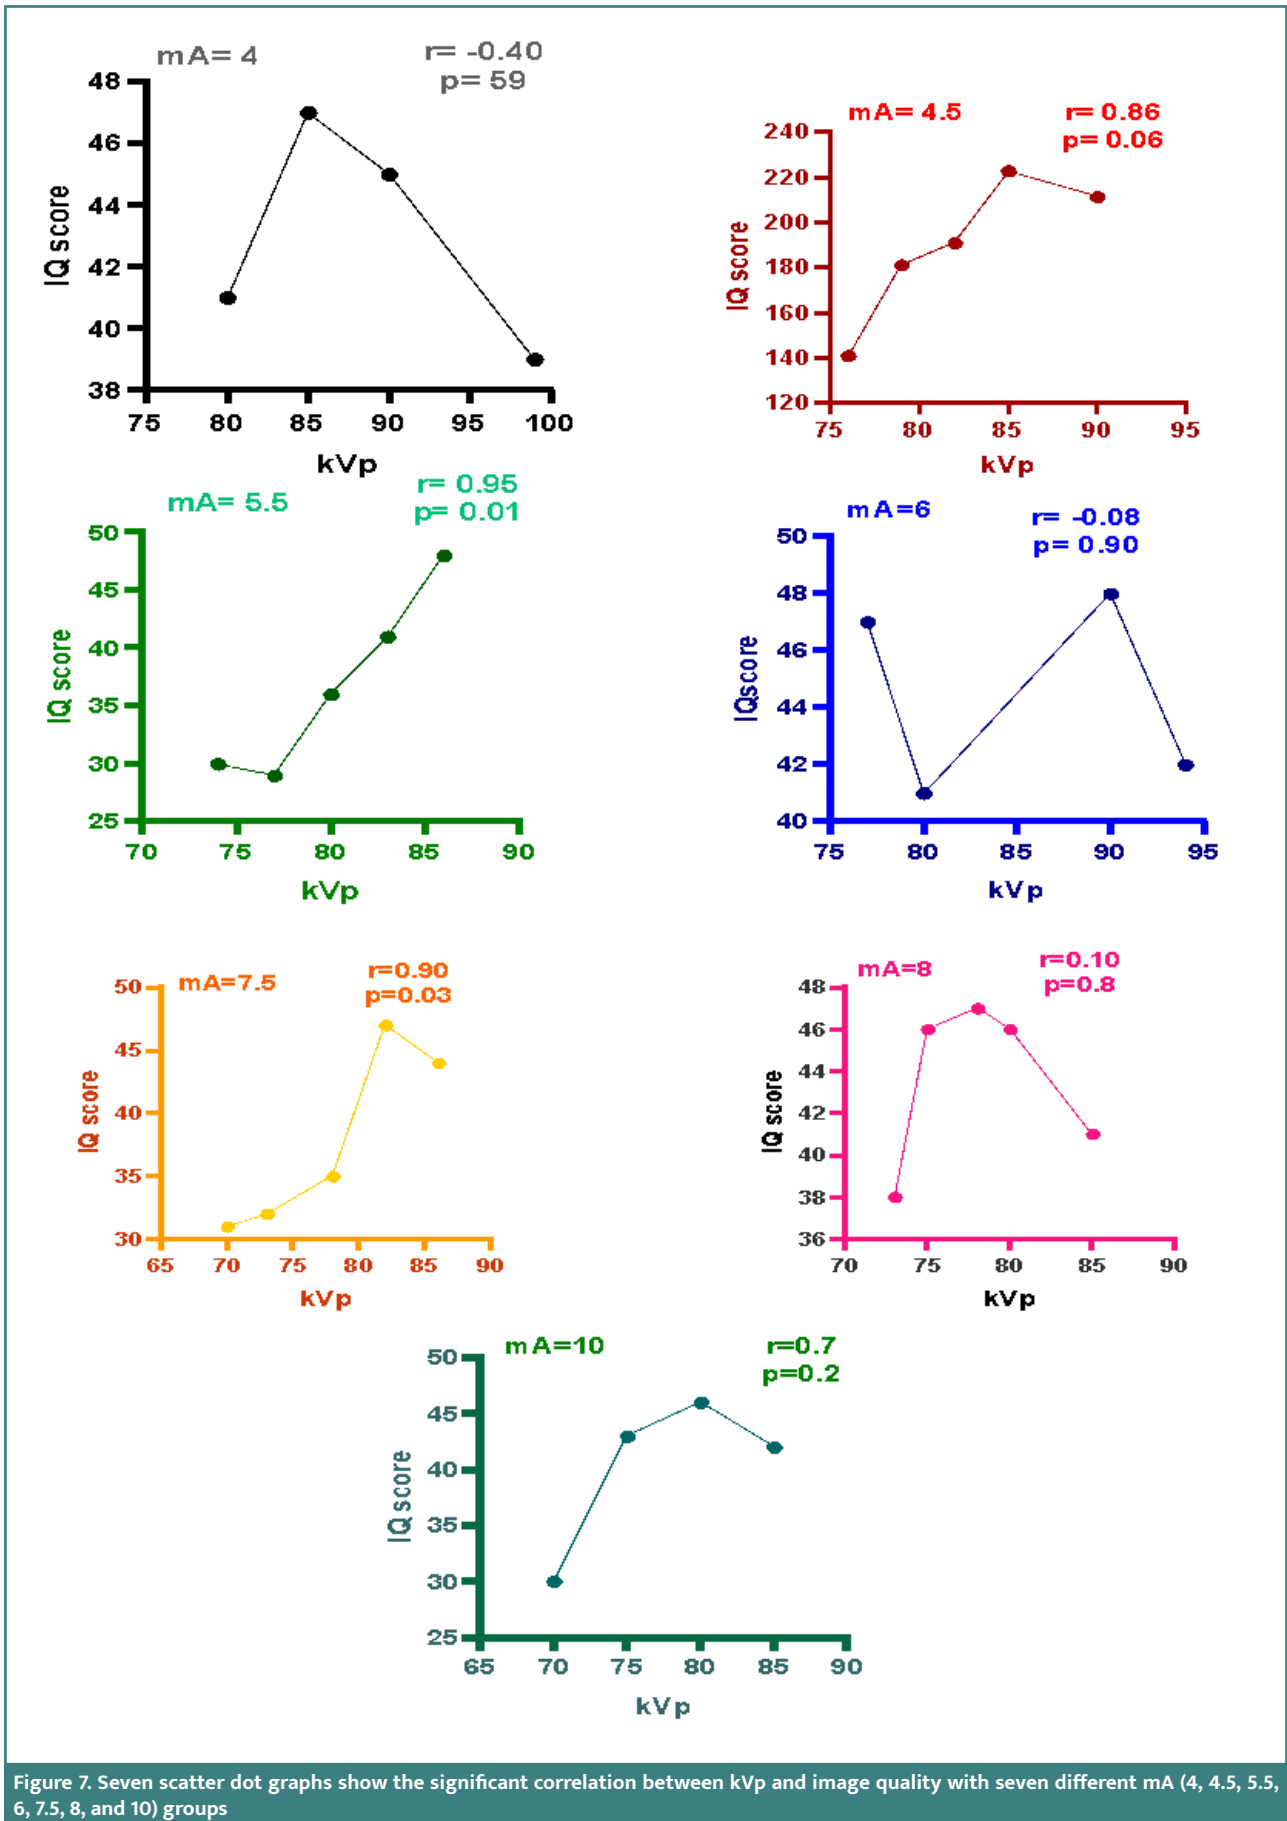 mA= 4
r= -0.40
p= 59
48
46
44
42
40
38
IQ score
75 80 85 90 95 100
kVp
mA= 4.5
r= 0.86
p= 0.06
240
220
200
180
160
140
120
IQ score
75 80 85 90 95
kVp
mA= 5.5
r= 0.95
p= 0.01
50
45
40
35
30
25
IQ score
70 75 80 85 90
kVp
mA=6
r= -0.08
p= 0.90
50
48
46
44
42
40
IQscore
75 80 85 90 95
kVp
mA=7.5
r=0.90
p=0.03
50
45
40
35
30
IQ score
65 70 75 80 85 90
kVp
mA=8
r=0.10
p=0.8
48
46
44
42
40
38
36
IQ score
70 75 80 85 90
kVp
mA=10
r=0.7
p=0.2
50
45
40
35
30
25
IQ score
65 70 75 80 85 90
kVp
Figure 7. Seven scatter dot graphs show the significant correlation between kVp and image quality with seven different mA (4, 4.5, 5.5,
6, 7.5, 8, and 10) groups